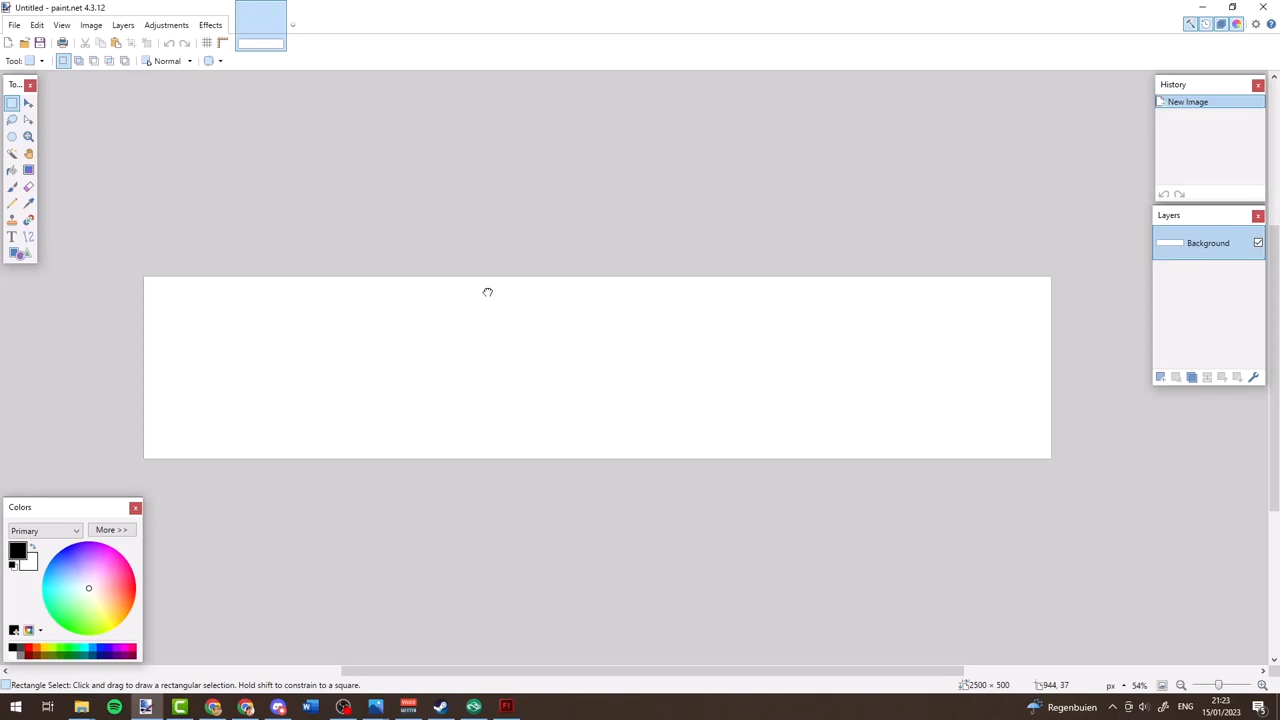 Untitled - paint.net 4.3.12
File Edit View Image Layers Adjustments Effects
Tool: Normal
To...
History
New Image
Layers
Background
Colors
Primary
More >>
Rectangle Select: Click and drag to draw a rectangular selection. Hold shift to constrain to a square.
2500 × 500
944, 37
px
54%
Regenbuien
21:23
15/01/2023